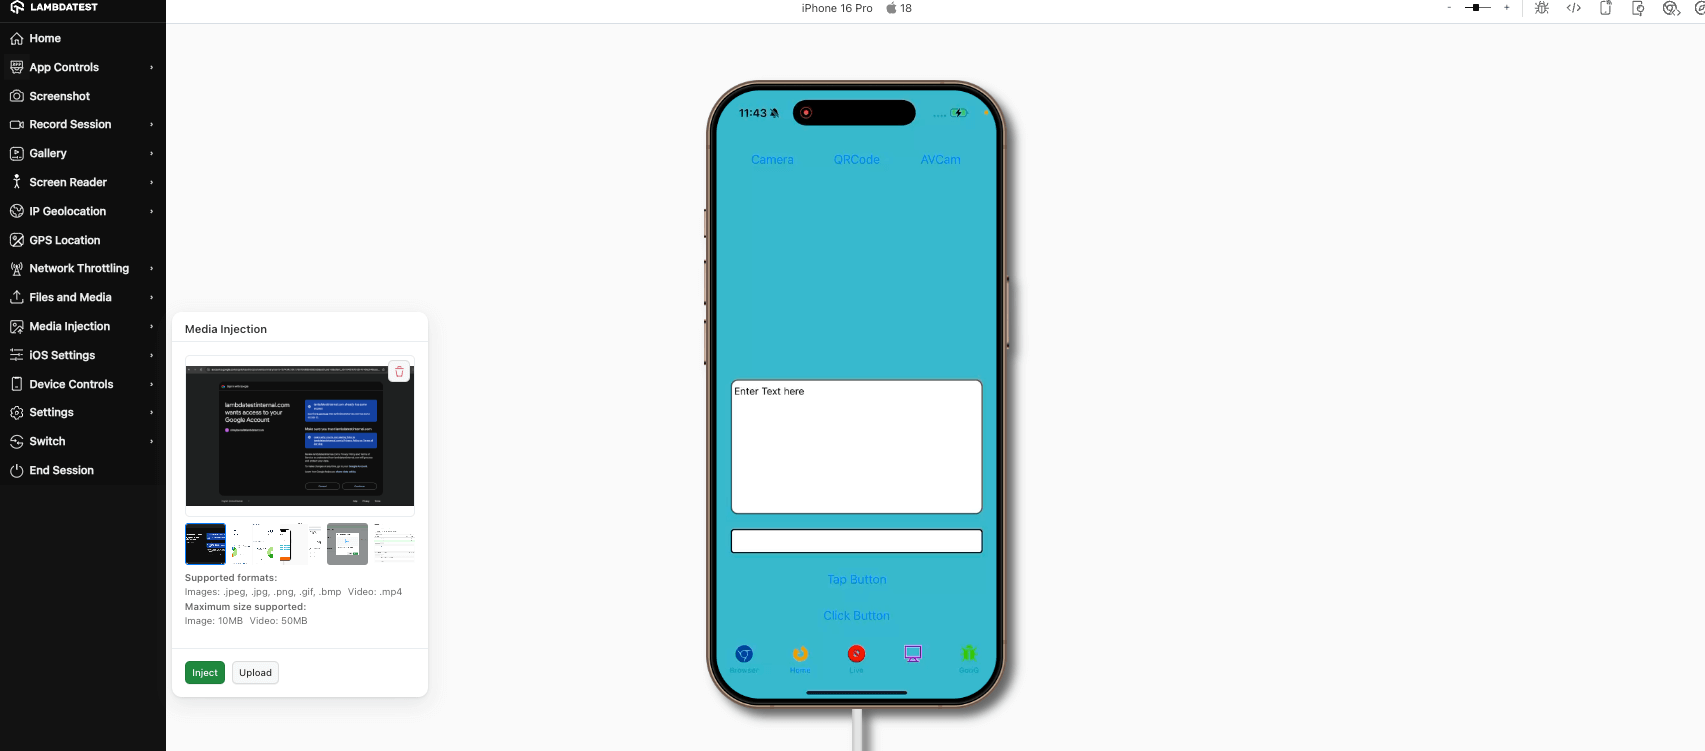 LAMBDATEST
iPhone 16 Pro 18
Home
App Controls
Screenshot
Record Session
Gallery
Screen Reader
IP Geolocation
GPS Location
Network Throttling
Files and Media
Media Injection
iOS Settings
Device Controls
Settings
Switch
End Session
Media Injection
lambdatestinternal.com
wants access to your
Google Account
Supported formats:
Images: .jpeg, .jpg, .png, .gif, .bmp Video: .mp4
Maximum size supported:
Image: 10MB Video: 50MB
Inject Upload
11:43
Camera QRCode AVCam
Enter Text here
Tap Button
Click Button
Browser Home Link